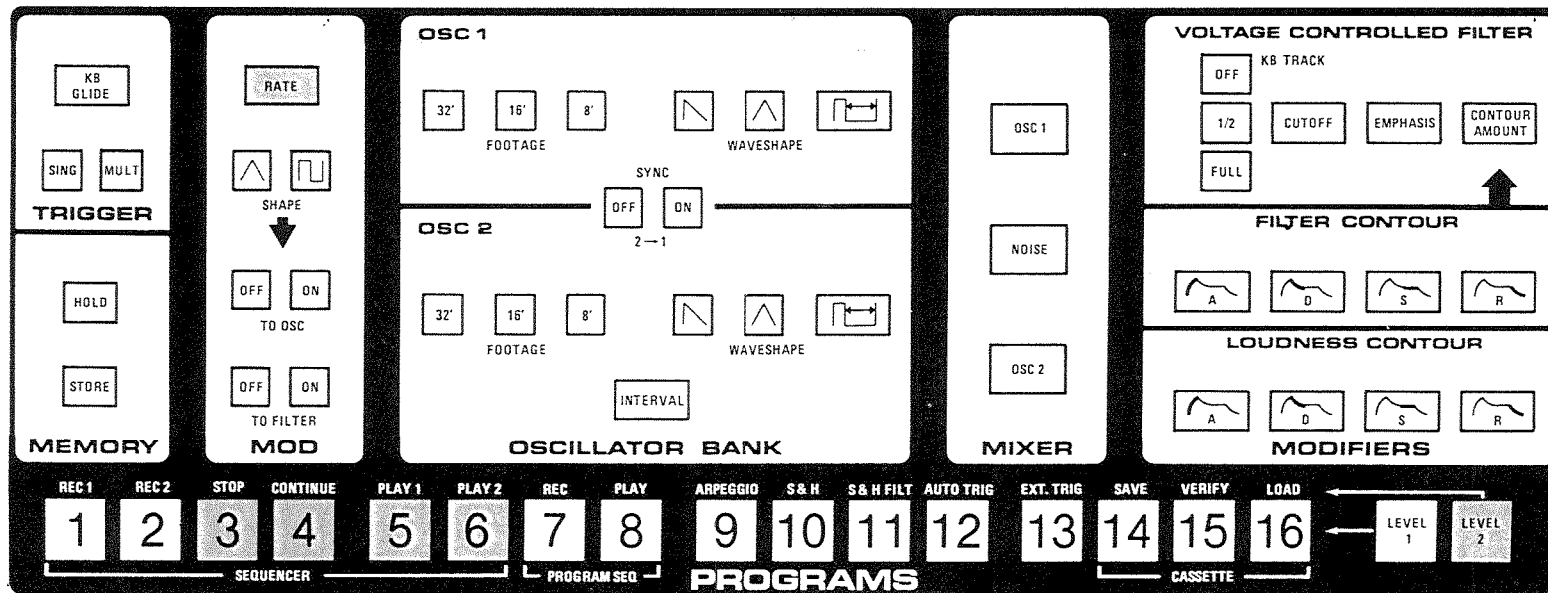 KB
GLIDE
SING MULT
TRIGGER
HOLD
STORE
MEMORY
RATE
SHAPE
OFF ON
TO OSC
OFF ON
TO FILTER
MOD
OSC 1
32' 16' 8'
FOOTAGE WAVESHAPE
SYNC
OFF ON
2→1
OSC 2
32' 16' 8'
FOOTAGE WAVESHAPE
INTERVAL
OSCILLATOR BANK
OSC 1
NOISE
OSC 2
MIXER
VOLTAGE CONTROLLED FILTER
OFF KB TRACK
1/2 CUTOFF EMPHASIS CONTOUR
AMOUNT
FULL
FILTER CONTOUR
A D S R
LOUDNESS CONTOUR
A D S R
MODIFIERS
REC 1 REC 2 STOP CONTINUE PLAY 1 PLAY 2 REC PLAY ARPEGGIO S & H S & H FILT AUTO TRIG EXT. TRIG SAVE VERIFY LOAD
1 2 3 4 5 6 7 8 9 10 11 12 13 14 15 16
LEVEL
1
LEVEL
2
SEQUENCER PROGRAM SEQ. PROGRAMS CASSETTE